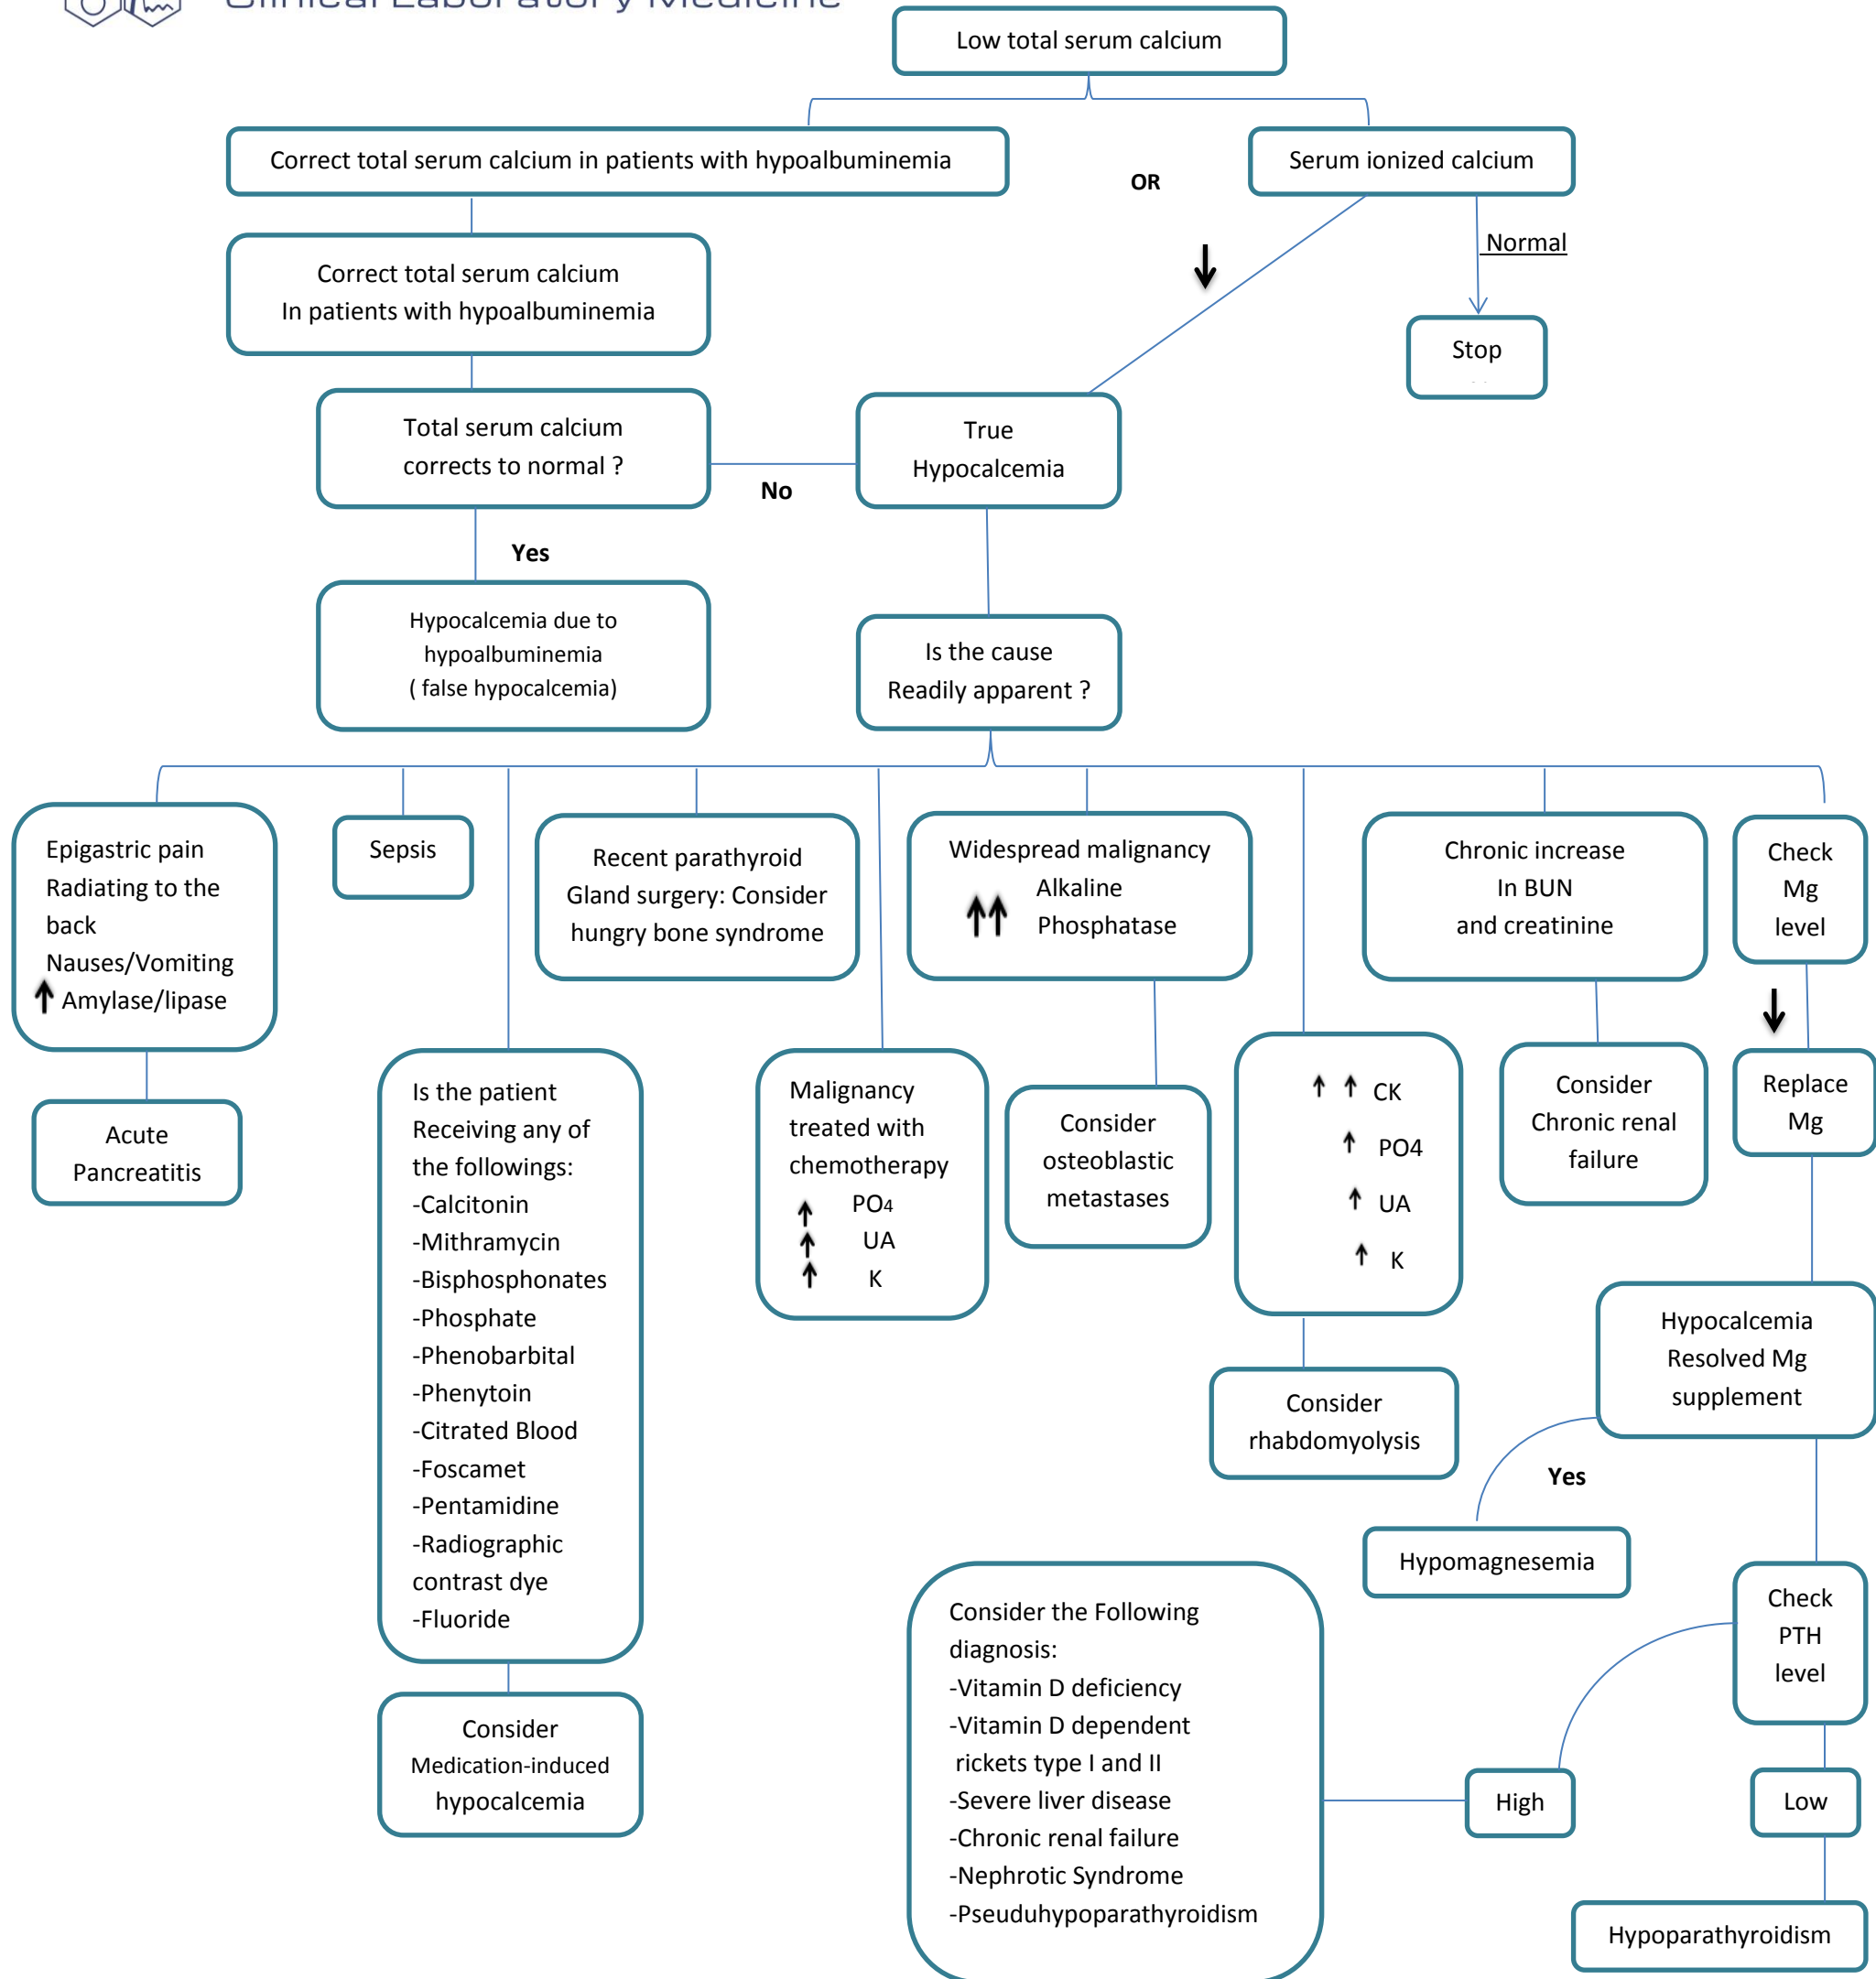 Clinical Laboratory Medicine
Low total serum calcium
Correct total serum calcium in patients with hypoalbuminemia
OR
Serum ionized calcium
Normal
Stop
Correct total serum calcium
In patients with hypoalbuminemia
Total serum calcium
corrects to normal ?
No
True
Hypocalcemia
Yes
Hypocalcemia due to
hypoalbuminemia
( false hypocalcemia)
Is the cause
Readily apparent ?
Epigastric pain
Radiating to the
back
Nauses/Vomiting
↑ Amylase/lipase
Acute
Pancreatitis
Sepsis
Is the patient
Receiving any of
the followings:
-Calcitonin
-Mithramycin
-Bisphosphonates
-Phosphate
-Phenobarbital
-Phenytoin
-Citrated Blood
-Foscamet
-Pentamidine
-Radiographic
contrast dye
-Fluoride
Consider
Medication-induced
hypocalcemia
Recent parathyroid
Gland surgery: Consider
hungry bone syndrome
Malignancy
treated with
chemotherapy
↑ PO4
↑ UA
↑ K
Widespread malignancy
Alkaline
↑↑ Phosphatase
Consider
osteoblastic
metastases
↑ ↑ CK
↑ PO4
↑ UA
↑ K
Consider
rhabdomyolysis
Chronic increase
In BUN
and creatinine
Consider
Chronic renal
failure
Check
Mg
level
↓
Replace
Mg
Hypocalcemia
Resolved Mg
supplement
Yes
Hypomagnesemia
Check
PTH
level
High
Low
Consider the Following
diagnosis:
-Vitamin D deficiency
-Vitamin D dependent
rickets type I and II
-Severe liver disease
-Chronic renal failure
-Nephrotic Syndrome
-Pseuduhypoparathyroidism
Hypoparathyroidism